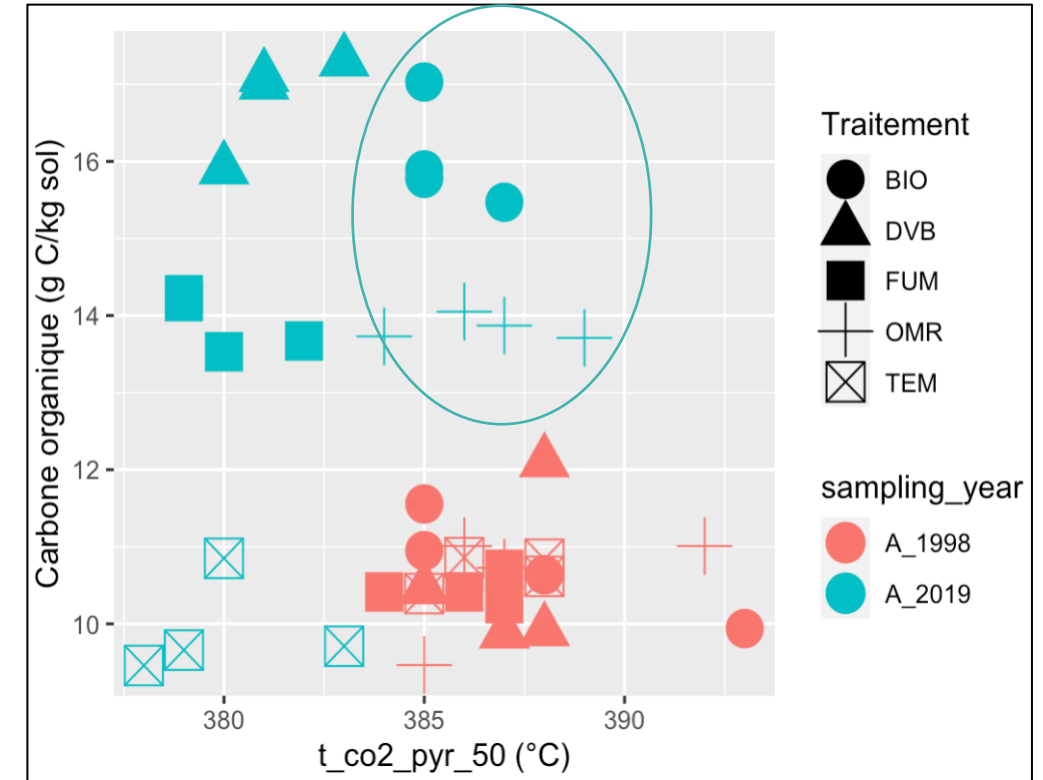 Carbone organique (g C/kg sol)
16
14
12
10
380
385
390
t_co2_pyr_50 (°C)
Traitement
BIO
DVB
FUM
OMR
TEM
sampling_year
A_1998
A_2019